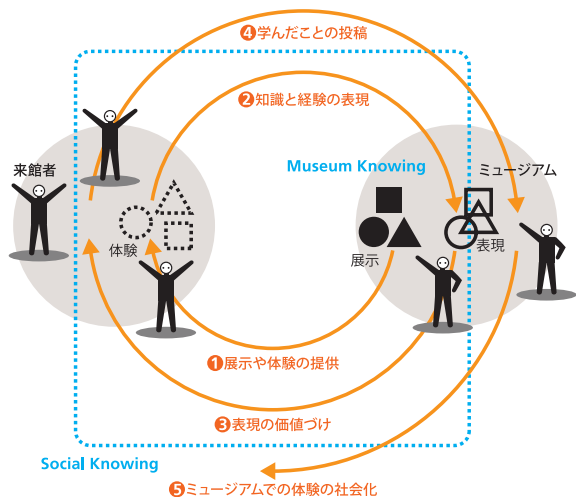 ❹学んだことの投稿
❷知識と経験の表現
Museum Knowing
来館者
ミュージアム
体験
展示
表現
❶展示や体験の提供
❸表現の価値づけ
Social Knowing
❺ミュージアムでの体験の社会化